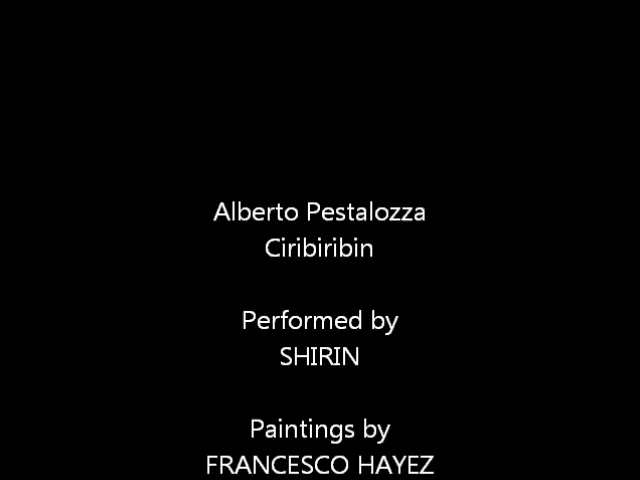 Alberto Pestalozza
Ciribiribin
Performed by
SHIRIN
Paintings by
FRANCESCO HAYEZ